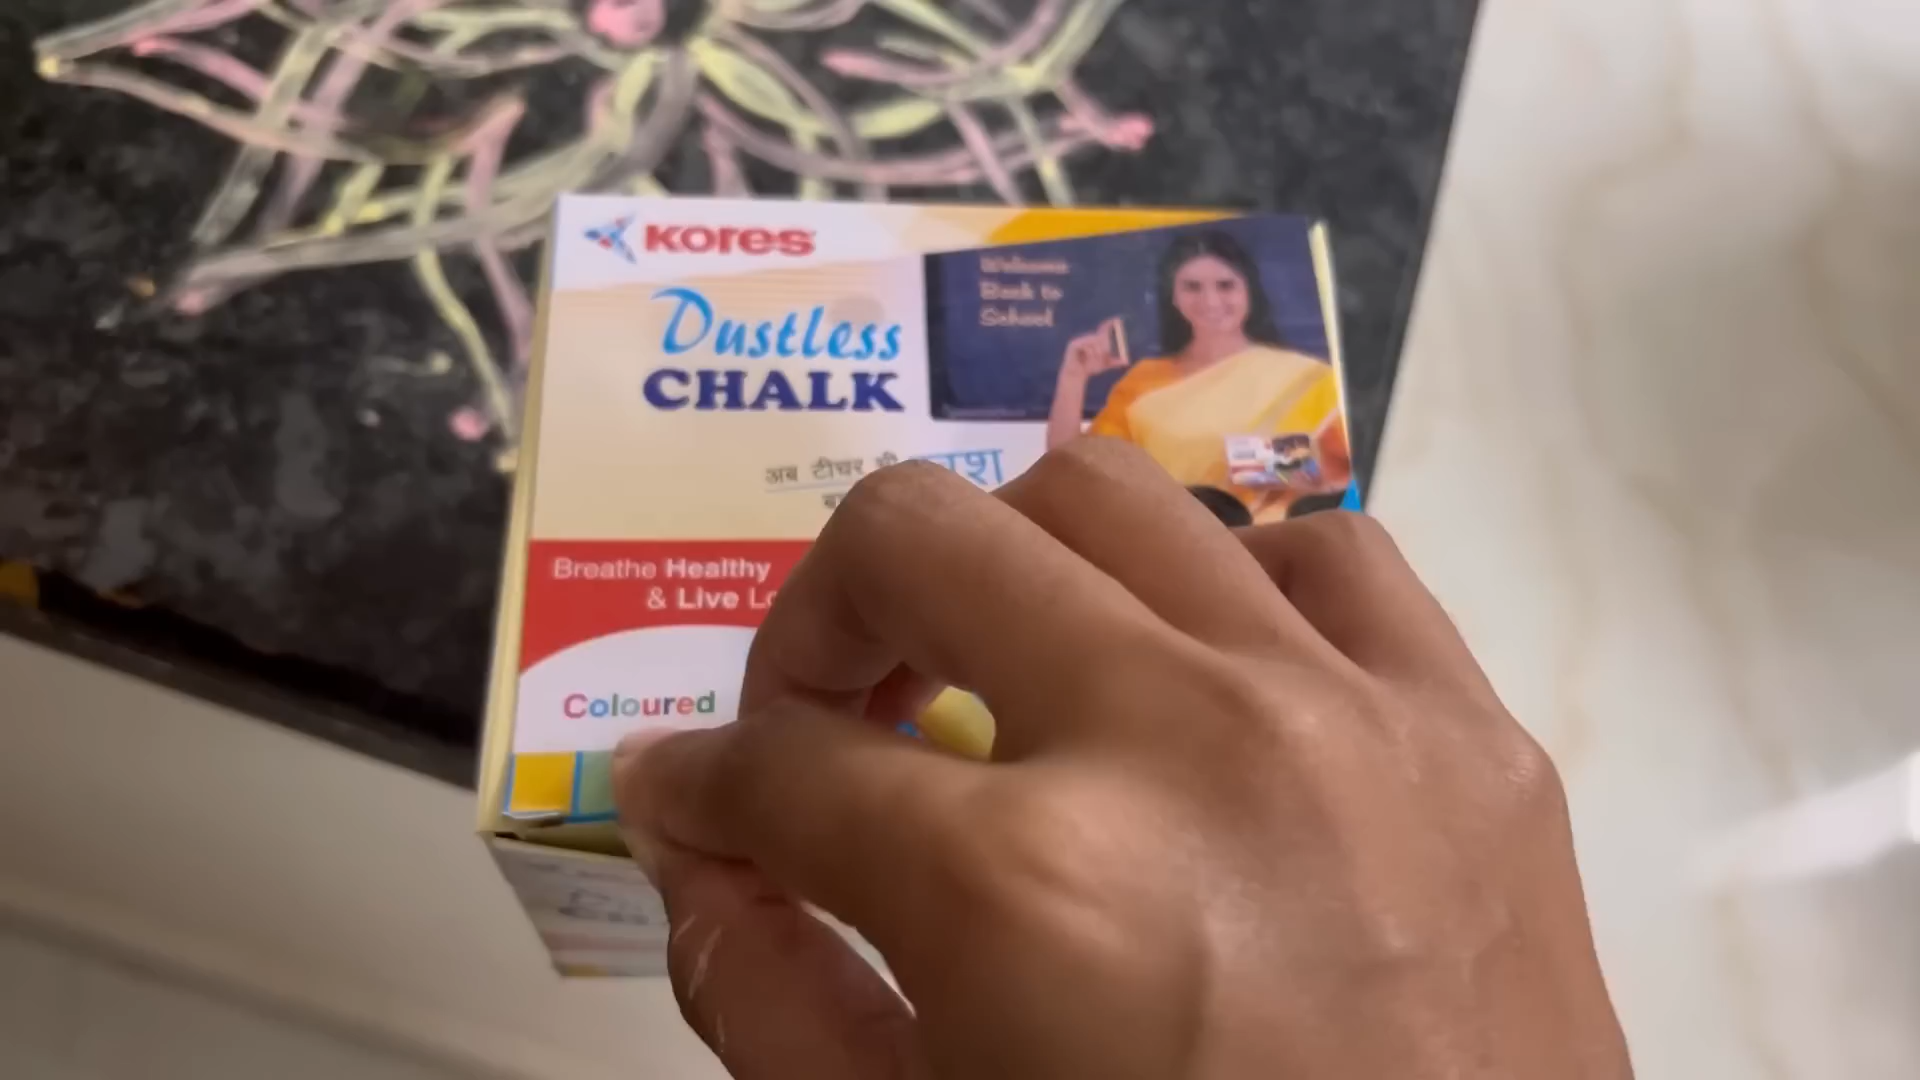 kores
Dustless
CHALK
Welcome
Back to
School
अब टीचर भी
Breathe Healthy
& Live
Coloured